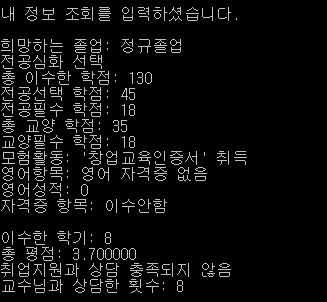 내 정보 조회를 입력하셨습니다.
희망하는 졸업: 정규졸업
전공심화 선택
총 이수한 학점: 130
전공선택 학점: 45
전공필수 학점: 18
총 교양 학점: 35
교양필수 학점: 18
모험활동: '창업교육인증서' 취득
영어항목: 영어 자격증 없음
영어성적: 0
자격증 항목: 이수안함
이수한 학기: 8
총 평점: 3.700000
취업지원과 상담 충족되지 않음
교수님과 상담한 횟수: 8